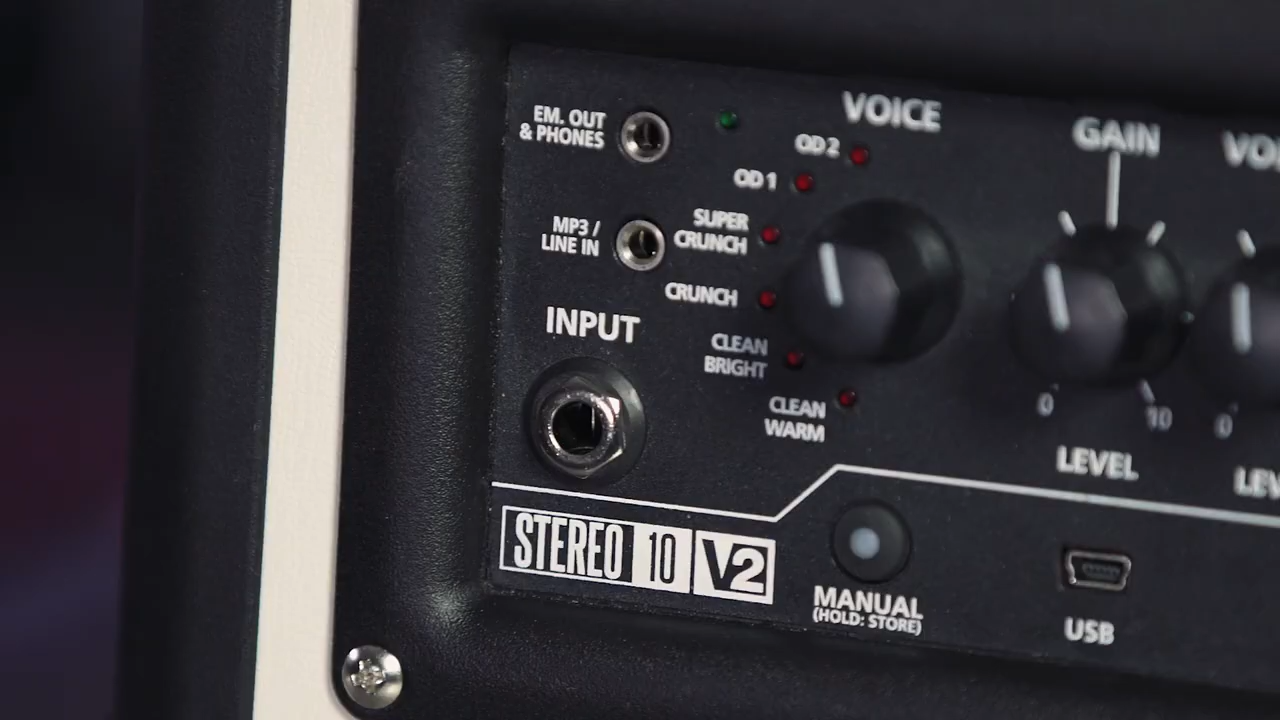 EM. OUT
& PHONES
VOICE
GAIN
OD 2
OD 1
MP3 /
LINE IN
SUPER
CRUNCH
CRUNCH
INPUT
CLEAN
BRIGHT
CLEAN
WARM
0
10
0
LEVEL
STEREO 10 V2
MANUAL
(HOLD: STORE)
USB